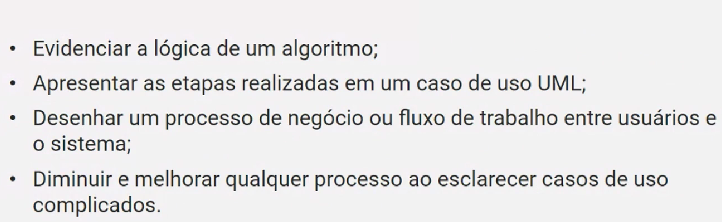 • Evidenciar a lógica de um algoritmo;
• Apresentar as etapas realizadas em um caso de uso UML;
• Desenhar um processo de negócio ou fluxo de trabalho entre usuários e
o sistema;
• Diminuir e melhorar qualquer processo ao esclarecer casos de uso
complicados.